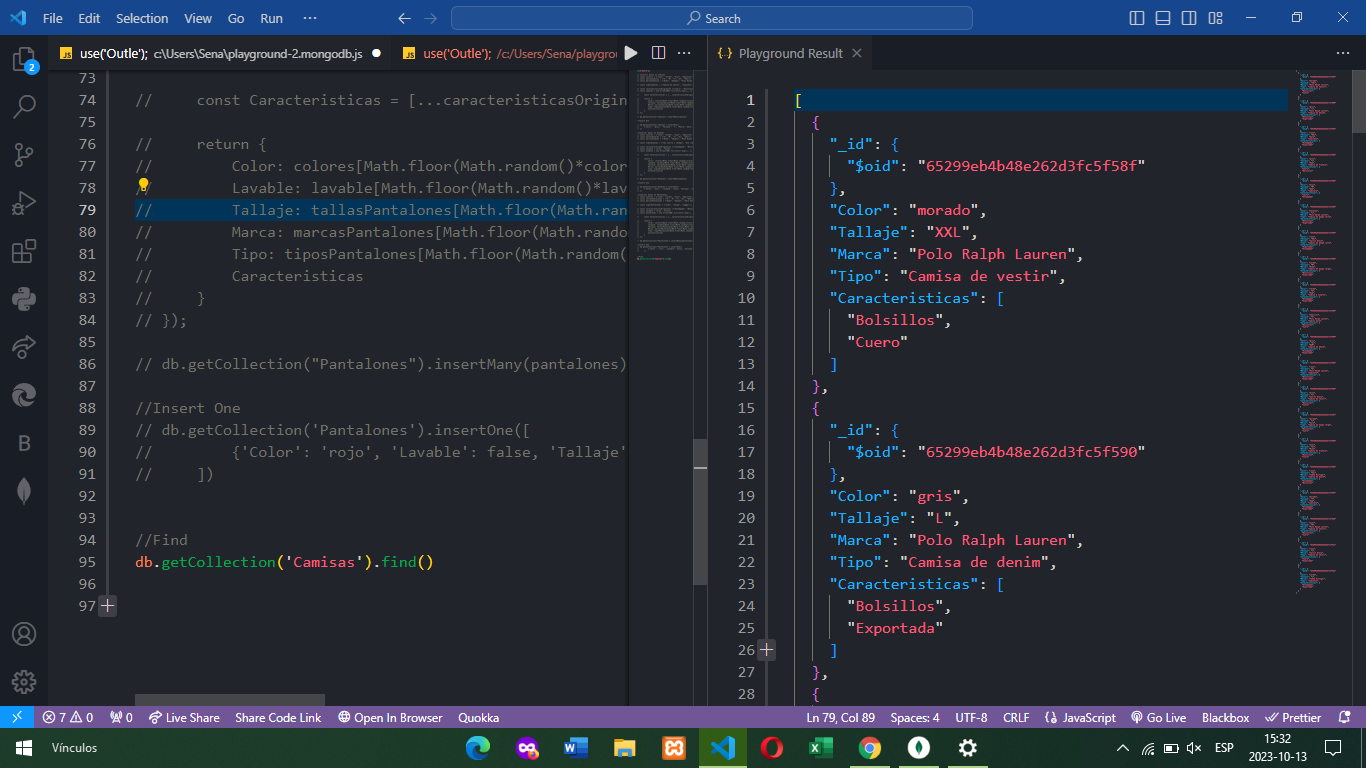 File Edit Selection View Go Run ··· Search
use('Outle'); c:\Users\Sena\playground-2.mongodb.js use('Outle'); /c:/Users/Sena/playgrou Playground Result
73
74 // const Caracteristicas = [...caracteristicasOrigin
75
76 // return {
77 // Color: colores[Math.floor(Math.random()*color
78 // Lavable: lavable[Math.floor(Math.random()*lav
79 // Tallaje: tallasPantalones[Math.floor(Math.ran
80 // Marca: marcasPantalones[Math.floor(Math.rando
81 // Tipo: tiposPantalones[Math.floor(Math.random(
82 // Caracteristicas
83 // }
84 // });
85
86 // db.getCollection("Pantalones").insertMany(pantalones)
87
88 //Insert One
89 // db.getCollection('Pantalones').insertOne([
90 // {'Color': 'rojo', 'Lavable': false, 'Tallaje'
91 // ])
92
93
94 //Find
95 db.getCollection('Camisas').find()
96
97
1 [
2 {
3 "_id": {
4 "$oid": "65299eb4b48e262d3fc5f58f"
5 },
6 "Color": "morado",
7 "Tallaje": "XXL",
8 "Marca": "Polo Ralph Lauren",
9 "Tipo": "Camisa de vestir",
10 "Caracteristicas": [
11 "Bolsillos",
12 "Cuero"
13 ]
14 },
15 {
16 "_id": {
17 "$oid": "65299eb4b48e262d3fc5f590"
18 },
19 "Color": "gris",
20 "Tallaje": "L",
21 "Marca": "Polo Ralph Lauren",
22 "Tipo": "Camisa de denim",
23 "Caracteristicas": [
24 "Bolsillos",
25 "Exportada"
26 ]
27 },
28 {
7 0 0 Live Share Share Code Link Open In Browser Quokka Ln 79, Col 89 Spaces: 4 UTF-8 CRLF JavaScript Go Live Blackbox Prettier
Vínculos ESP 15:32
2023-10-13